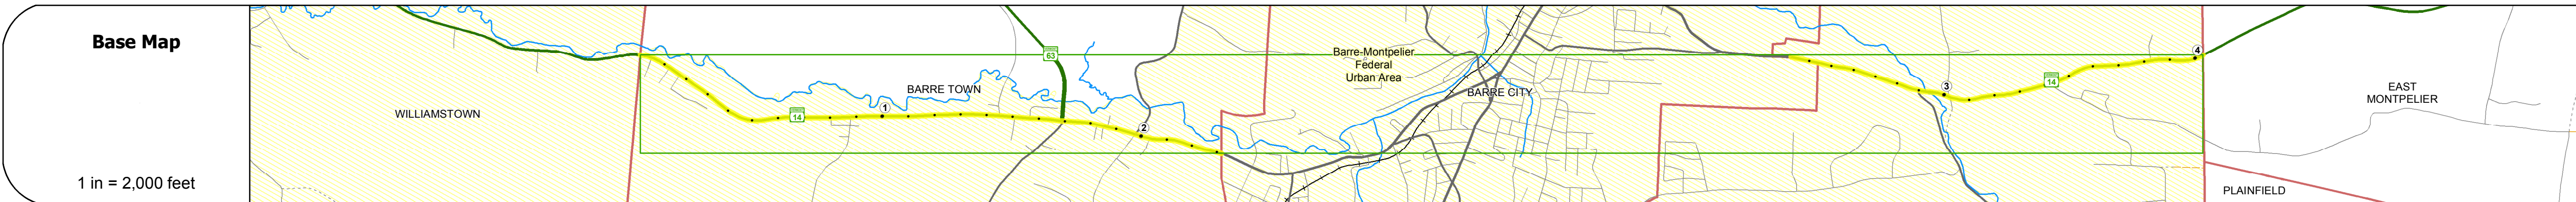 Base Map
1 in = 2,000 feet
WILLIAMSTOWN
14
1
BARRE TOWN
63
2
Barre-Montpelier
Federal
Urban Area
BARRE CITY
3
14
4
EAST
MONTPELIER
PLAINFIELD